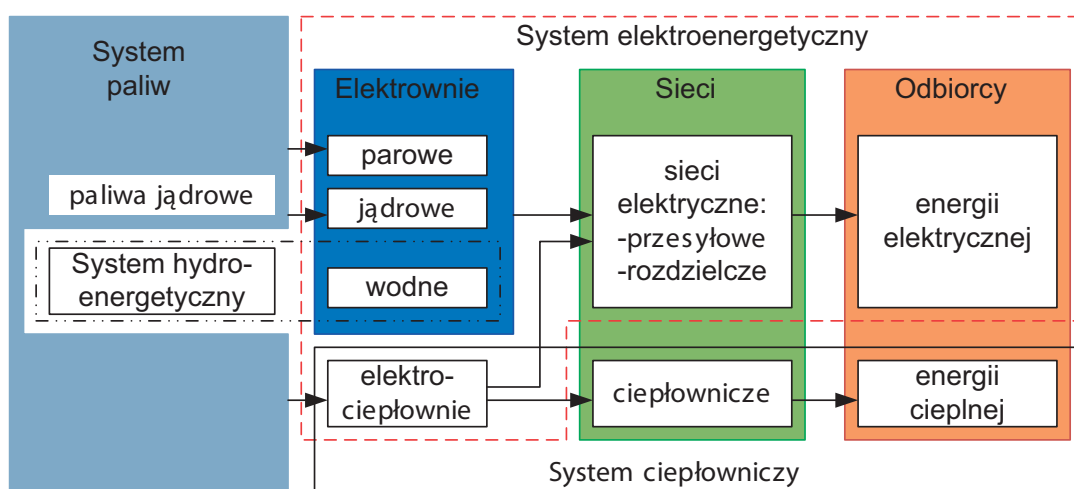 System
paliw
paliwa jądrowe
System hydro-
energetyczny
System elektroenergetyczny
Elektrownie
parowe
jądrowe
wodne
elektro-
ciepłownie
Sieci
sieci
elektryczne:
-przesyłowe
-rozdzielcze
ciepłownicze
Odbiorcy
energii
elektrycznej
energii
cieplnej
System ciepłowniczy